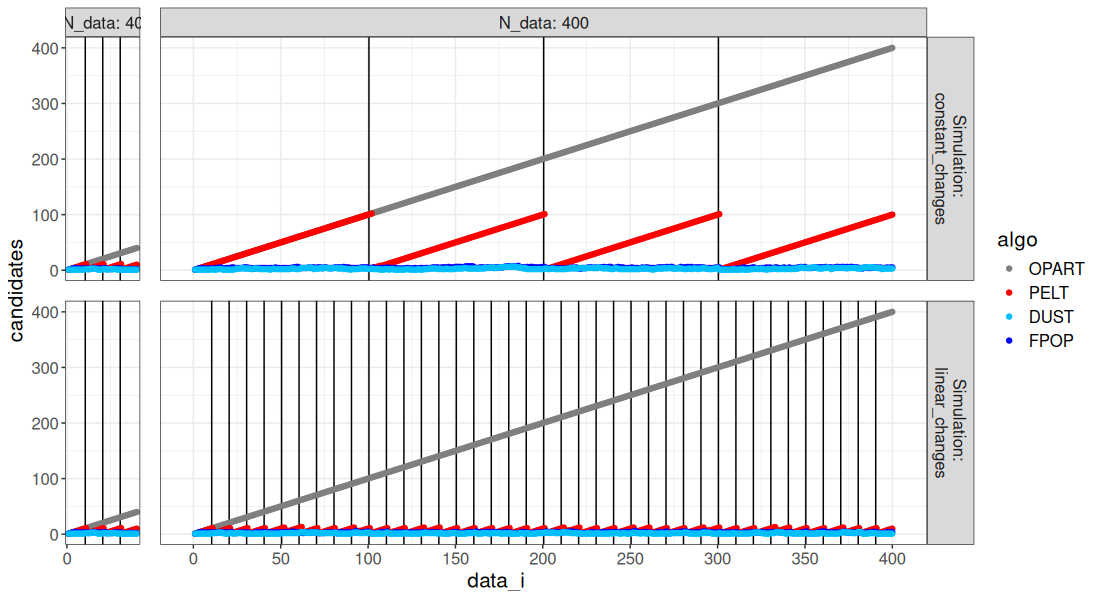 N_data: 40
N_data: 400
candidates
400
300
200
100
0
Simulation:
constant_changes
400
300
200
100
0
Simulation:
linear_changes
0
0
50
100
150
200
250
300
350
400
data_i
algo
OPART
PELT
DUST
FPOP